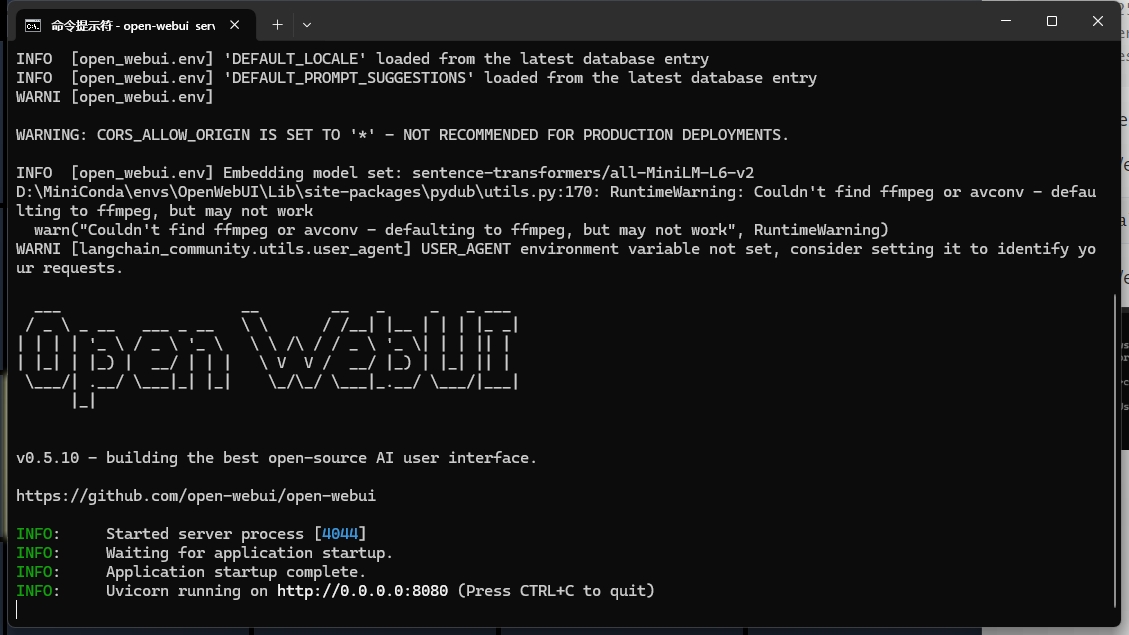 命令提示符 - open-webui serv
INFO  [open_webui.env] 'DEFAULT_LOCALE' loaded from the latest database entry
INFO  [open_webui.env] 'DEFAULT_PROMPT_SUGGESTIONS' loaded from the latest database entry
WARNI [open_webui.env]
WARNING: CORS_ALLOW_ORIGIN IS SET TO '*' - NOT RECOMMENDED FOR PRODUCTION DEPLOYMENTS.
INFO  [open_webui.env] Embedding model set: sentence-transformers/all-MiniLM-L6-v2
D:\MiniConda\envs\OpenWebUI\Lib\site-packages\pydub\utils.py:170: RuntimeWarning: Couldn't find ffmpeg or avconv - defau
lting to ffmpeg, but may not work
  warn("Couldn't find ffmpeg or avconv - defaulting to ffmpeg, but may not work", RuntimeWarning)
WARNI [langchain_community.utils.user_agent] USER_AGENT environment variable not set, consider setting it to identify yo
ur requests.
Open WebUI
v0.5.10 - building the best open-source AI user interface.
https://github.com/open-webui/open-webui
INFO:     Started server process [4044]
INFO:     Waiting for application startup.
INFO:     Application startup complete.
INFO:     Uvicorn running on http://0.0.0.0:8080 (Press CTRL+C to quit)